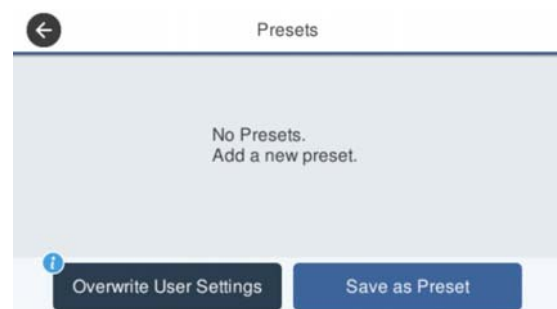 Presets
No Presets.
Add a new preset.
i
Overwrite User Settings
Save as Preset